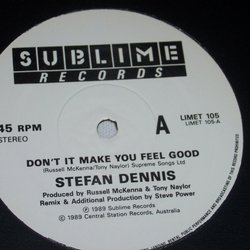 SUBLIME
RECORDS
45 RPM
STEREO
A
LIMET 105
LIMET 105-A
DON'T IT MAKE YOU FEEL GOOD
(Russell McKenna/Tony Naylor) Supreme Songs Ltd
STEFAN DENNIS
Produced by Russell McKenna & Tony Naylor
Remix & Additional Production by Steve Power
℗ 1989 Sublime Records
© 1989 Central Station Records, Australia